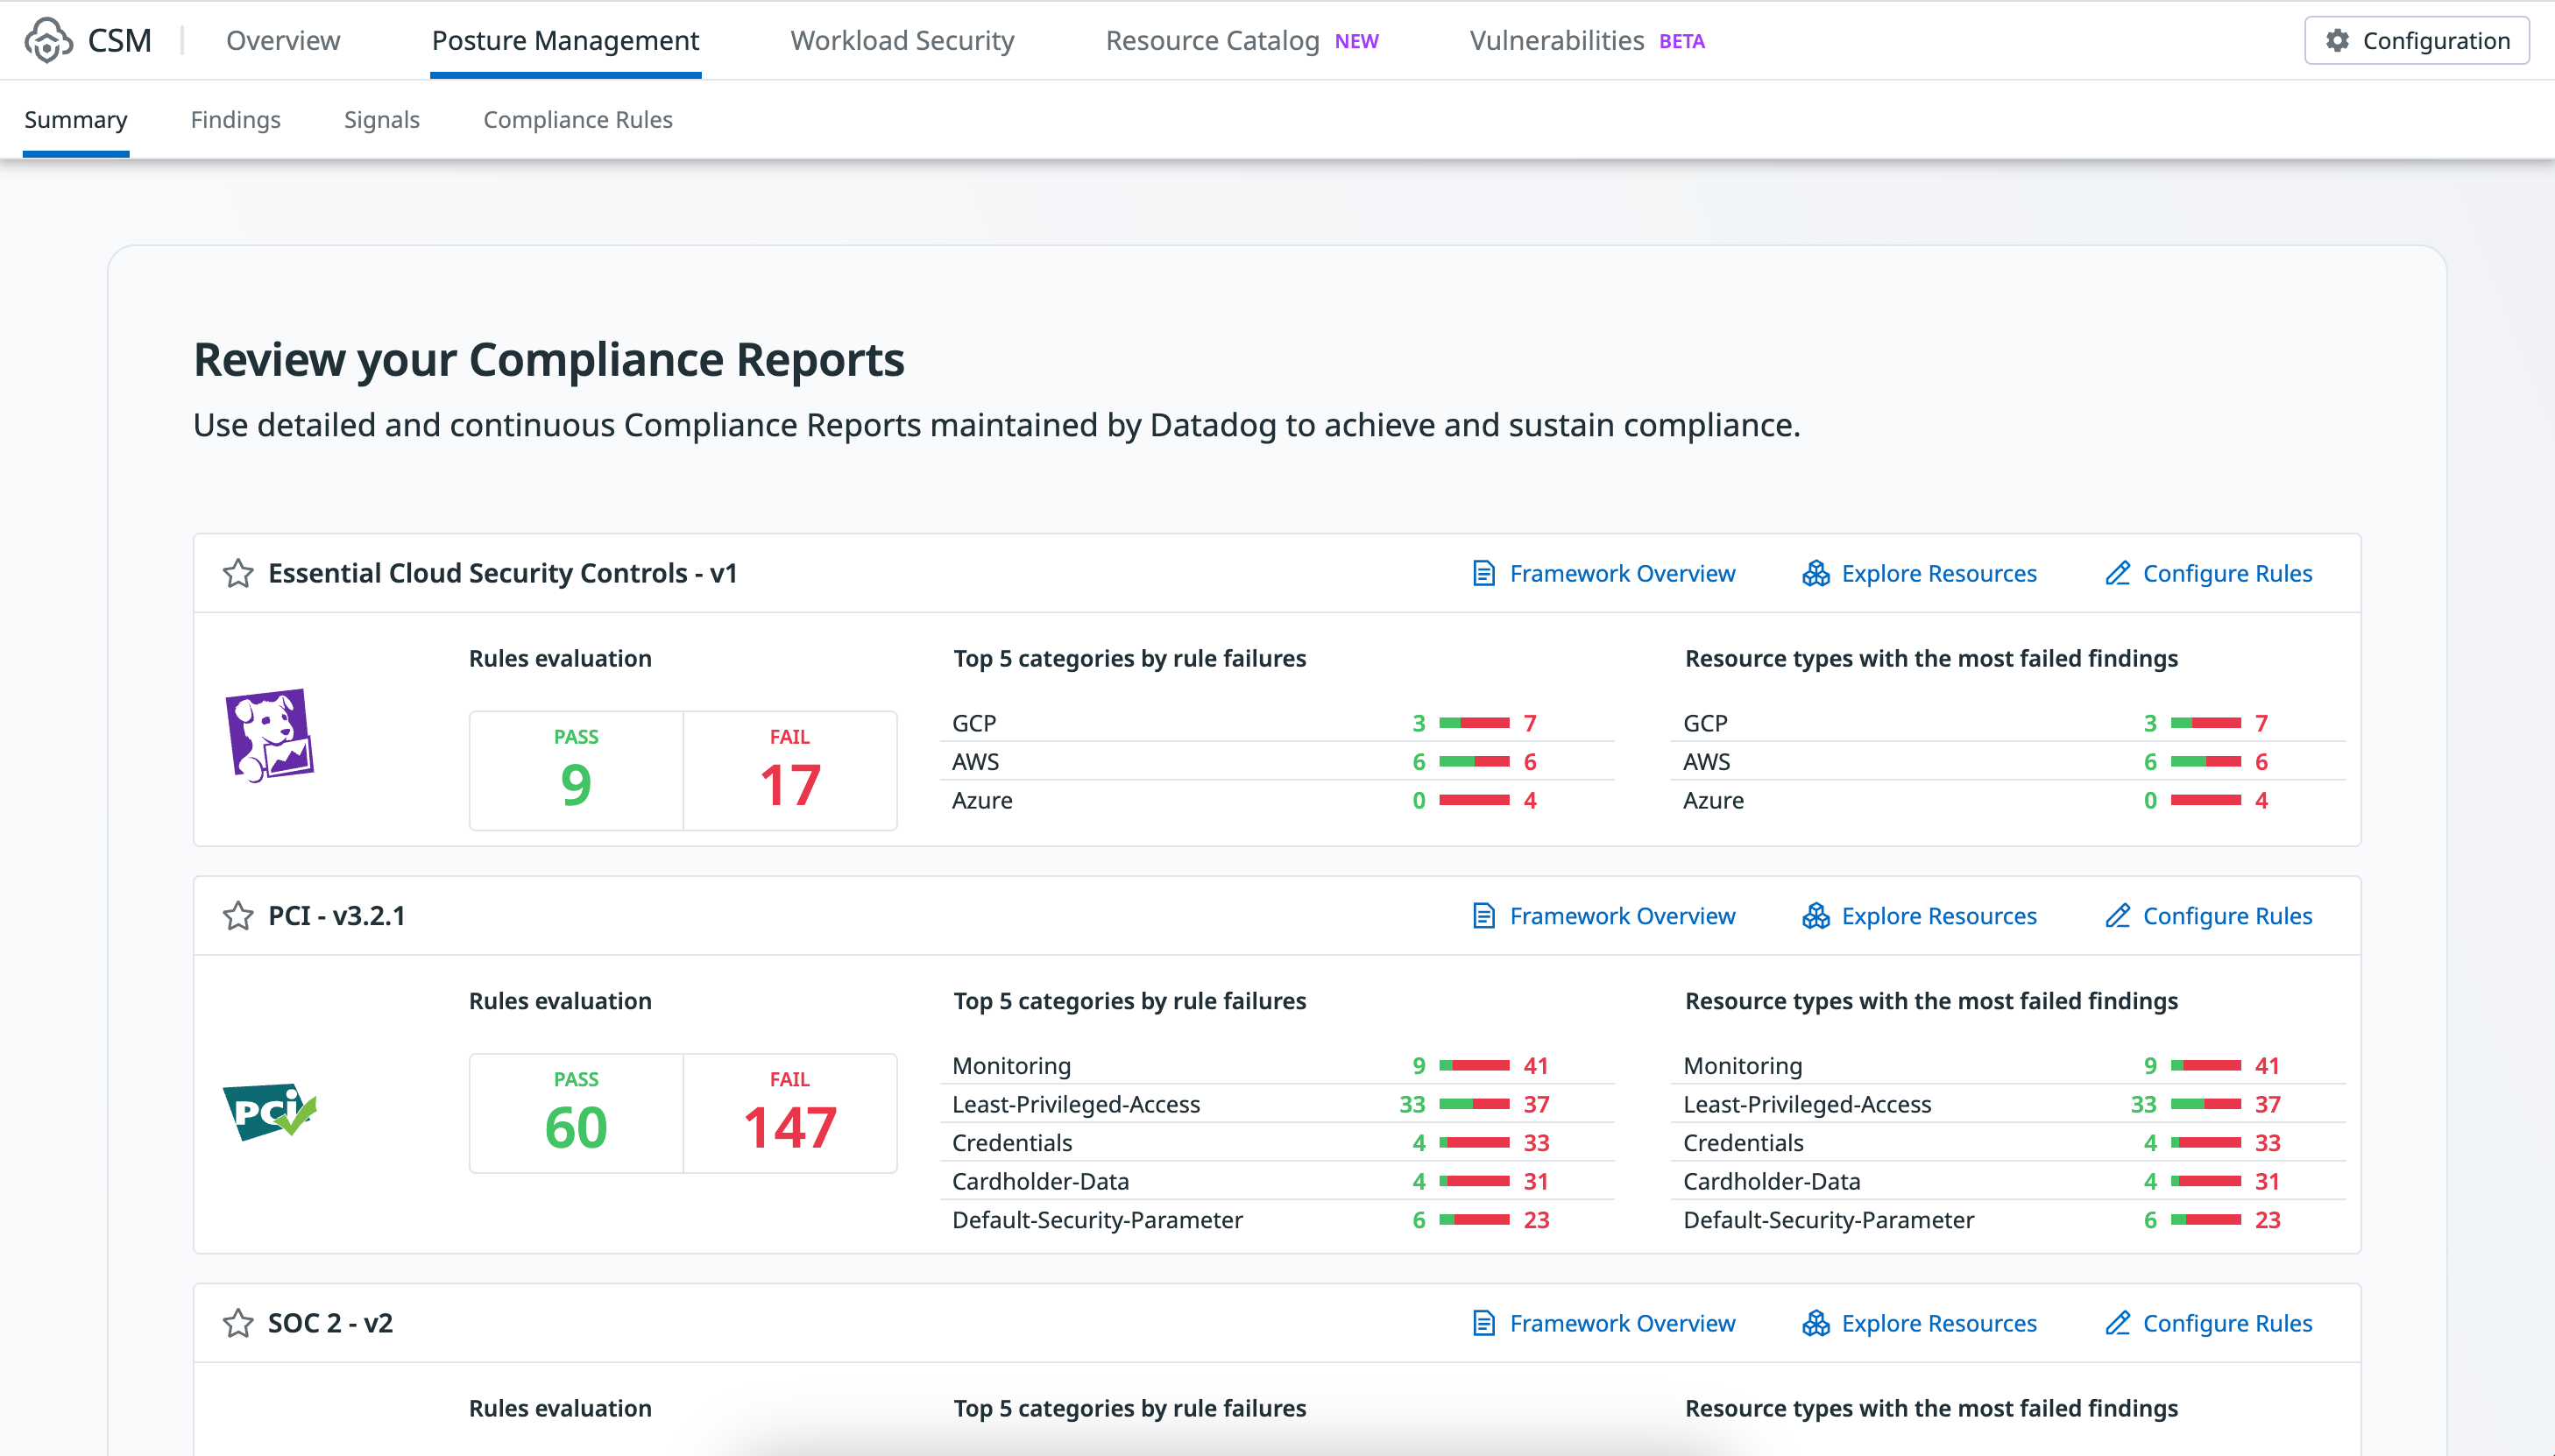 CSM
Overview
Posture Management
Workload Security
Resource Catalog NEW
Vulnerabilities BETA
Configuration
Summary
Findings
Signals
Compliance Rules
Review your Compliance Reports
Use detailed and continuous Compliance Reports maintained by Datadog to achieve and sustain compliance.
Essential Cloud Security Controls - v1
Framework Overview
Explore Resources
Configure Rules
Rules evaluation
PASS
9
FAIL
17
Top 5 categories by rule failures
GCP 3 7
AWS 6 6
Azure 0 4
Resource types with the most failed findings
GCP 3 7
AWS 6 6
Azure 0 4
PCI - v3.2.1
Framework Overview
Explore Resources
Configure Rules
PCi
Rules evaluation
PASS
60
FAIL
147
Top 5 categories by rule failures
Monitoring 9 41
Least-Privileged-Access 33 37
Credentials 4 33
Cardholder-Data 4 31
Default-Security-Parameter 6 23
Resource types with the most failed findings
Monitoring 9 41
Least-Privileged-Access 33 37
Credentials 4 33
Cardholder-Data 4 31
Default-Security-Parameter 6 23
SOC 2 - v2
Framework Overview
Explore Resources
Configure Rules
Rules evaluation
Top 5 categories by rule failures
Resource types with the most failed findings